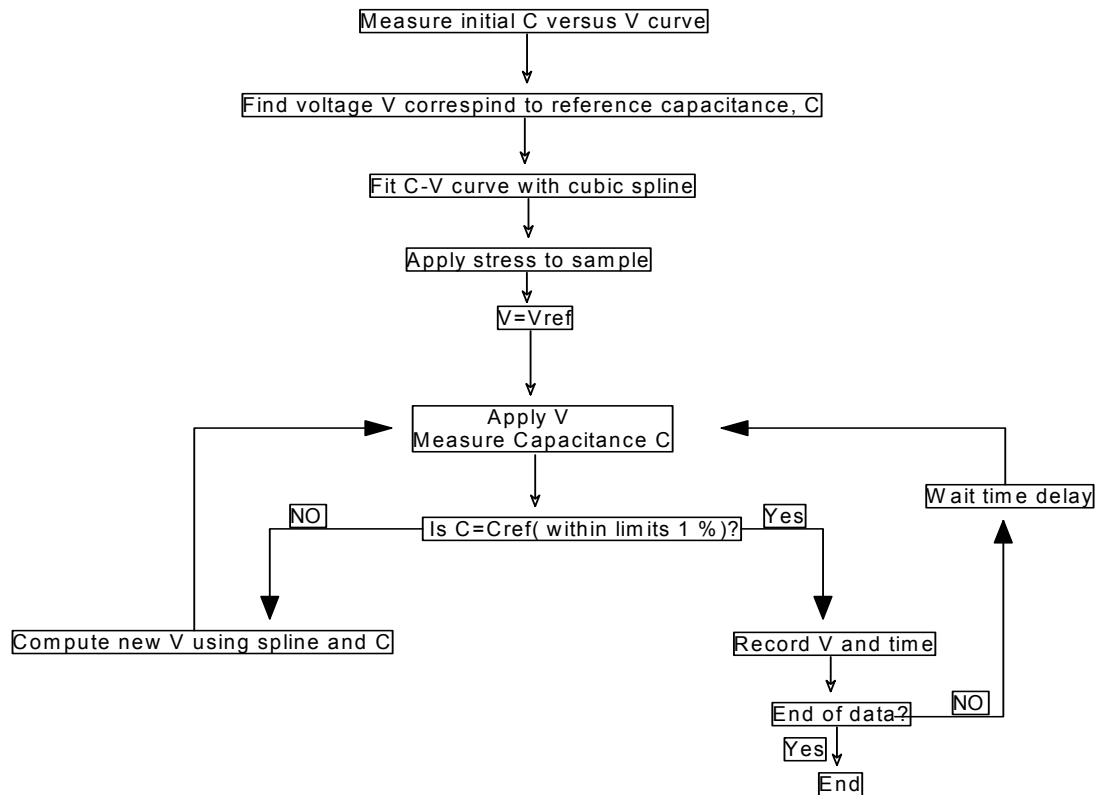 Measure initial C versus V curve
Find voltage V correspind to reference capacitance, C
Fit C-V curve with cubic spline
Apply stress to sample
V=Vref
Apply V
Measure Capacitance C
Wait time delay
NO
Yes
Is C=Cref( within limits 1 %)?
Compute new V using spline and C
Record V and time
NO
End of data?
Yes
End